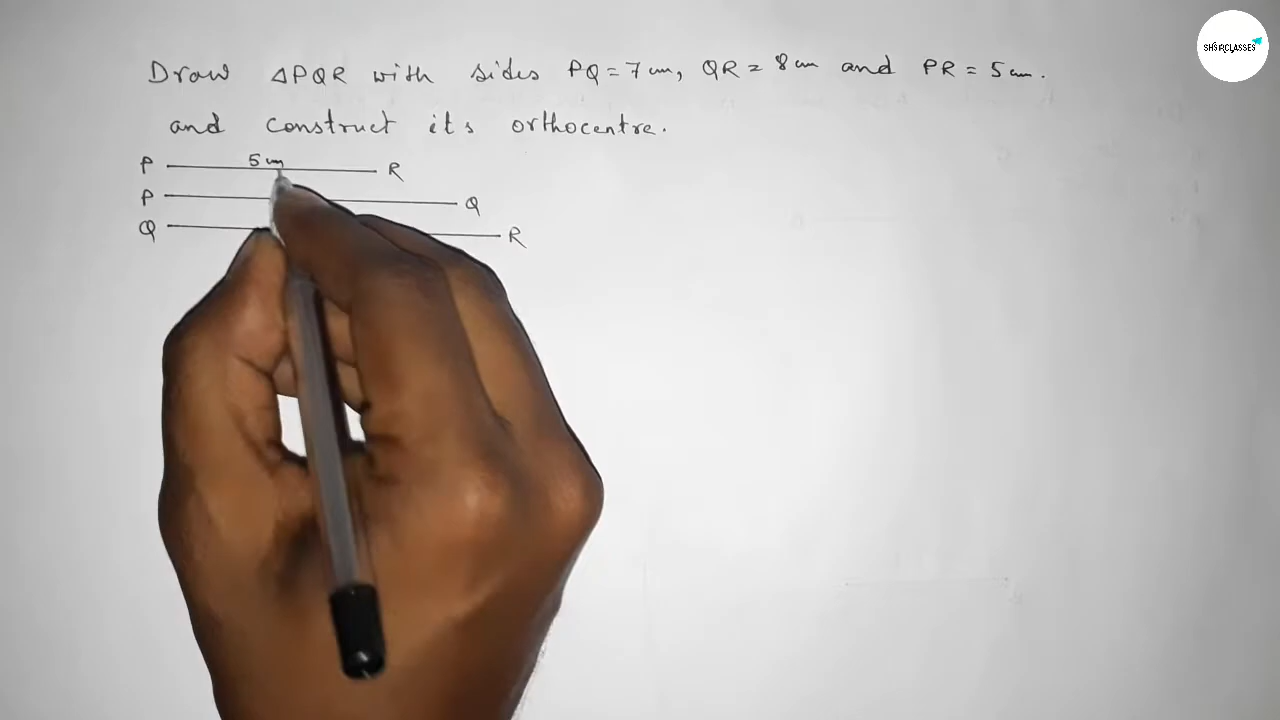 SHSIRCLASSES
Draw △PQR with sides PQ = 7 cm, QR = 8 cm and PR = 5 cm.
and construct its orthocentre.
P 5 cm R
P Q
Q R